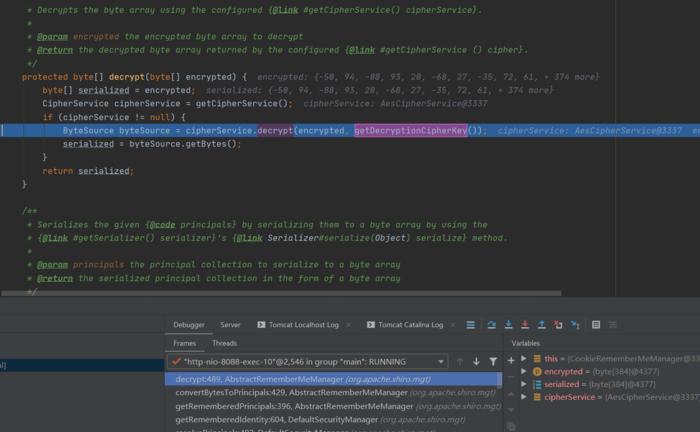 * Decrypts the byte array using the configured {@link #getCipherService() cipherService}.
*
* @param encrypted the encrypted byte array to decrypt
* @return the decrypted byte array returned by the configured {@link #getCipherService () cipher}.
*/
protected byte[] decrypt(byte[] encrypted) { encrypted: {-50, 94, -88, 93, 20, -68, 27, -35, 72, 61, + 374 more}
byte[] serialized = encrypted; serialized: {-50, 94, -88, 93, 20, -68, 27, -35, 72, 61, + 374 more}
CipherService cipherService = getCipherService(); cipherService: AesCipherService@3337
if (cipherService != null) {
ByteSource byteSource = cipherService.decrypt(encrypted, getDecryptionCipherKey()); cipherService: AesCipherService@3337 en
serialized = byteSource.getBytes();
}
return serialized;
}
/**
* Serializes the given {@code principals} by serializing them to a byte array by using the
* {@link #getSerializer() serializer}'s {@link Serializer#serialize(Object) serialize} method.
*
* @param principals the principal collection to serialize to a byte array
* @return the serialized principal collection in the form of a byte array
*/
Debugger Server Tomcat Localhost Log Tomcat Catalina Log
Frames Threads Variables
"http-nio-8088-exec-10"@2,546 in group "main": RUNNING
this = {CookieRememberMeManager@33
encrypted = {byte[384]@4377}
serialized = {byte[384]@4377}
cipherService = {AesCipherService@3
decrypt:489, AbstractRememberMeManager (org.apache.shiro.mgt)
convertBytesToPrincipals:429, AbstractRememberMeManager (org.apache.shiro.mgt)
getRememberedPrincipals:396, AbstractRememberMeManager (org.apache.shiro.mgt)
getRememberedIdentity:604, DefaultSecurityManager (org.apache.shiro.mgt)